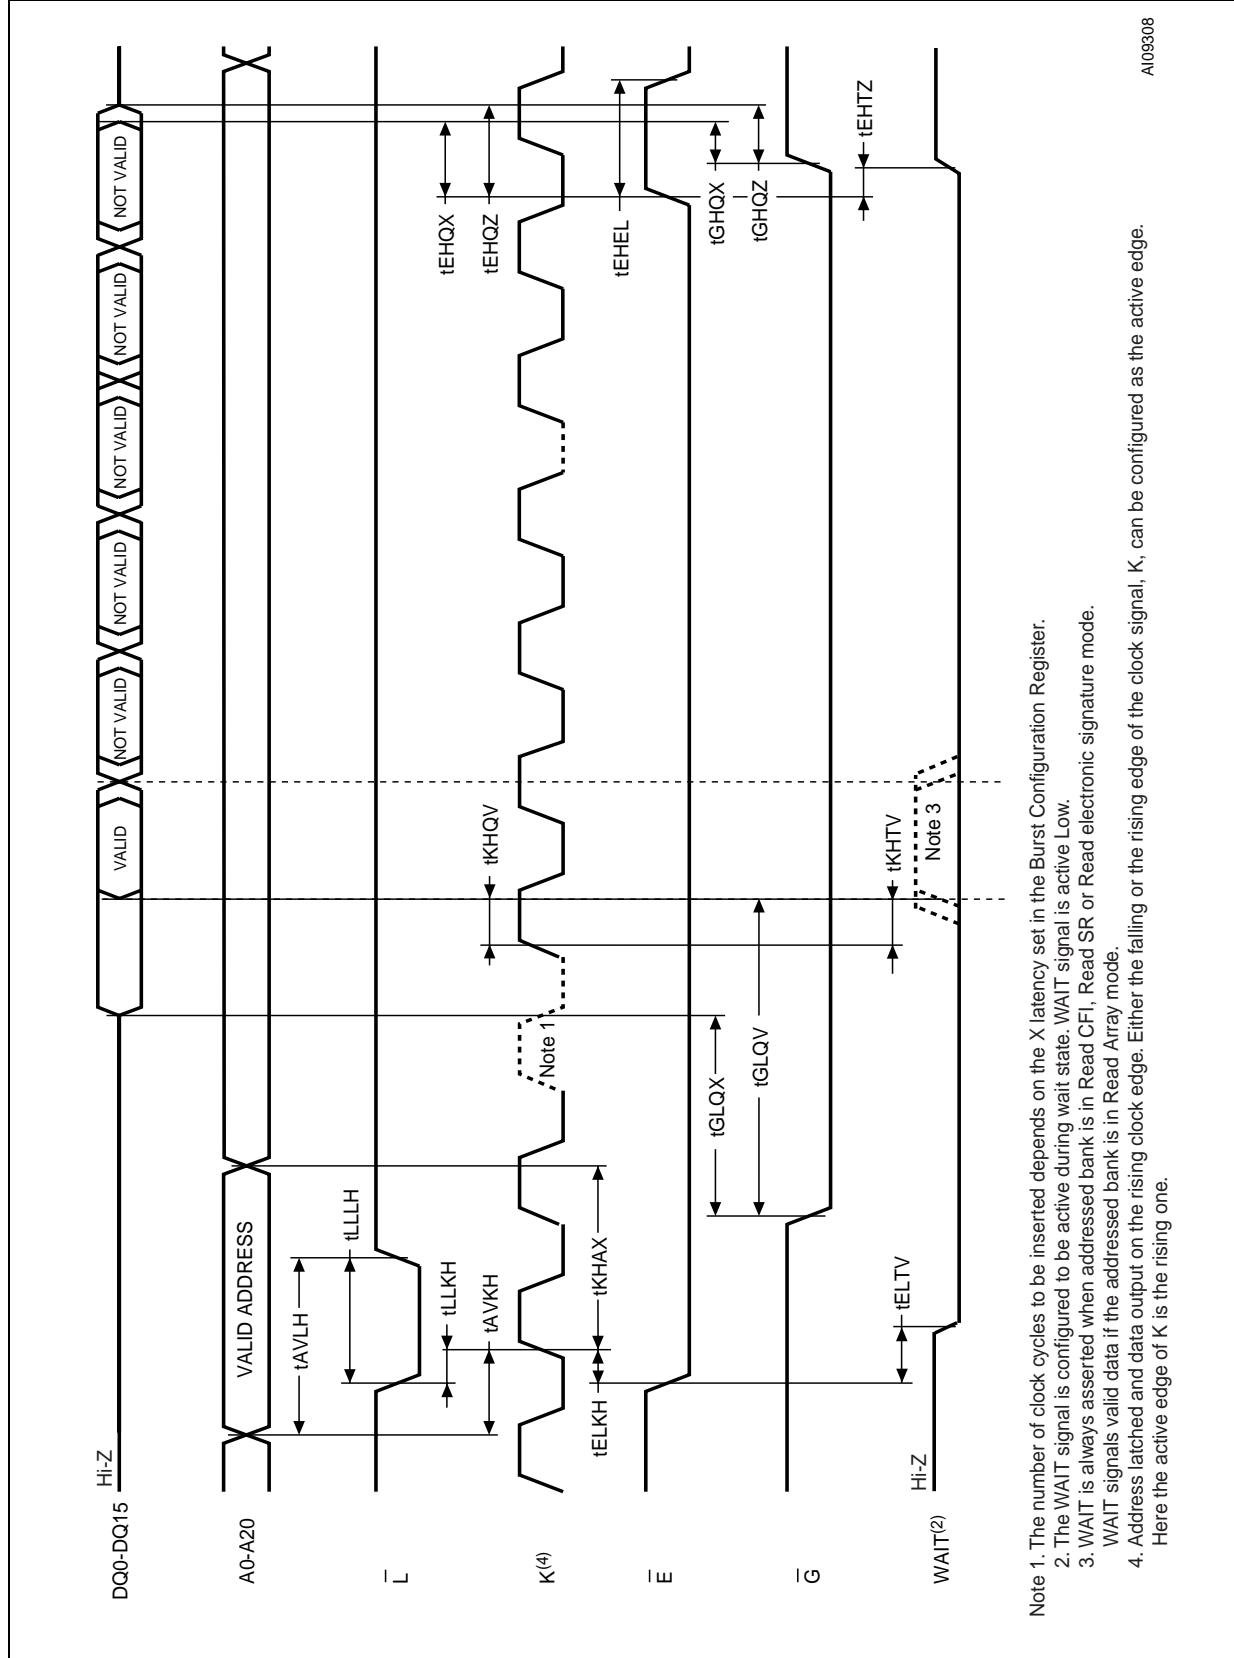 DQ0-DQ15
Hi-Z
VALID
NOT VALID
NOT VALID
NOT VALID
NOT VALID
NOT VALID
A0-A20
VALID ADDRESS
tAVLH
tLLLH
L
tLLKH
tEHQX
tAVKH
tKHQV
tEHQZ
K(4)
Note 1
tELKH
tKHAX
tEHEL
E
tGLQX
tGHQX
tGLQV
tGHQZ
G
tEHTZ
tELTV
tKHTV
WAIT(2)
Hi-Z
Note 3
Note 1. The number of clock cycles to be inserted depends on the X latency set in the Burst Configuration Register.
2. The WAIT signal is configured to be active during wait state. WAIT signal is active Low.
3. WAIT is always asserted when addressed bank is in Read CFI, Read SR or Read electronic signature mode.
WAIT signals valid data if the addressed bank is in Read Array mode.
4. Address latched and data output on the rising clock edge. Either the falling or the rising edge of the clock signal, K, can be configured as the active edge.
Here the active edge of K is the rising one.
AI09308